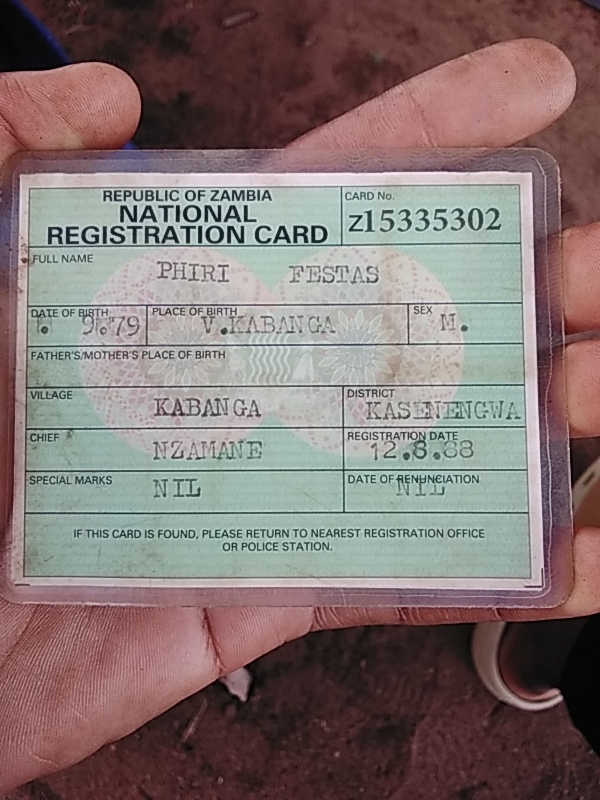 REPUBLIC OF ZAMBIA
NATIONAL
REGISTRATION CARD
CARD No.
z15335302
FULL NAME
PHIRI FESTAS
DATE OF BIRTH
9.79
PLACE OF BIRTH
V.KABANGA
SEX
M.
FATHER'S/MOTHER'S PLACE OF BIRTH
VILLAGE
KABANGA
DISTRICT
KASENENGWA
CHIEF
NZAMANE
REGISTRATION DATE
12.8.88
SPECIAL MARKS
NIL
DATE OF RENUNCIATION
NIL
IF THIS CARD IS FOUND, PLEASE RETURN TO NEAREST REGISTRATION OFFICE
OR POLICE STATION.